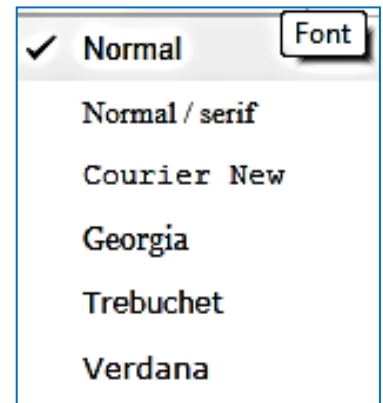 Font
✓ Normal
Normal / serif
Courier New
Georgia
Trebuchet
Verdana